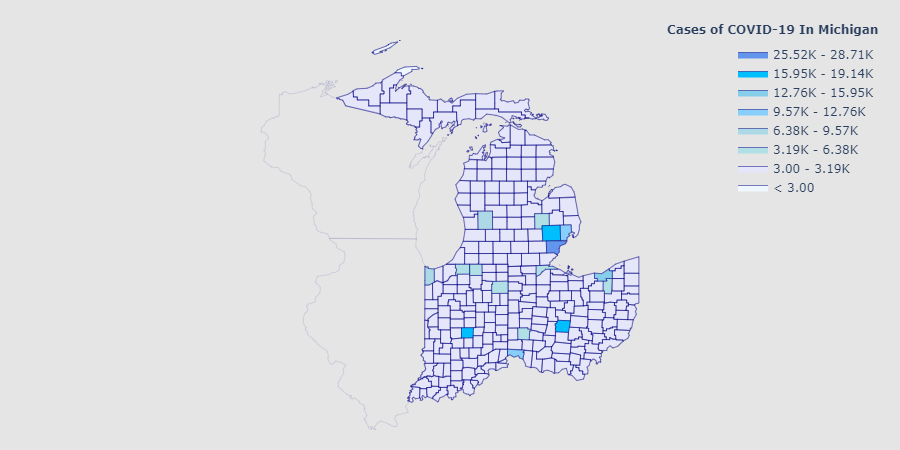 Cases of COVID-19 In Michigan
25.52K - 28.71K
15.95K - 19.14K
12.76K - 15.95K
9.57K - 12.76K
6.38K - 9.57K
3.19K - 6.38K
3.00 - 3.19K
< 3.00